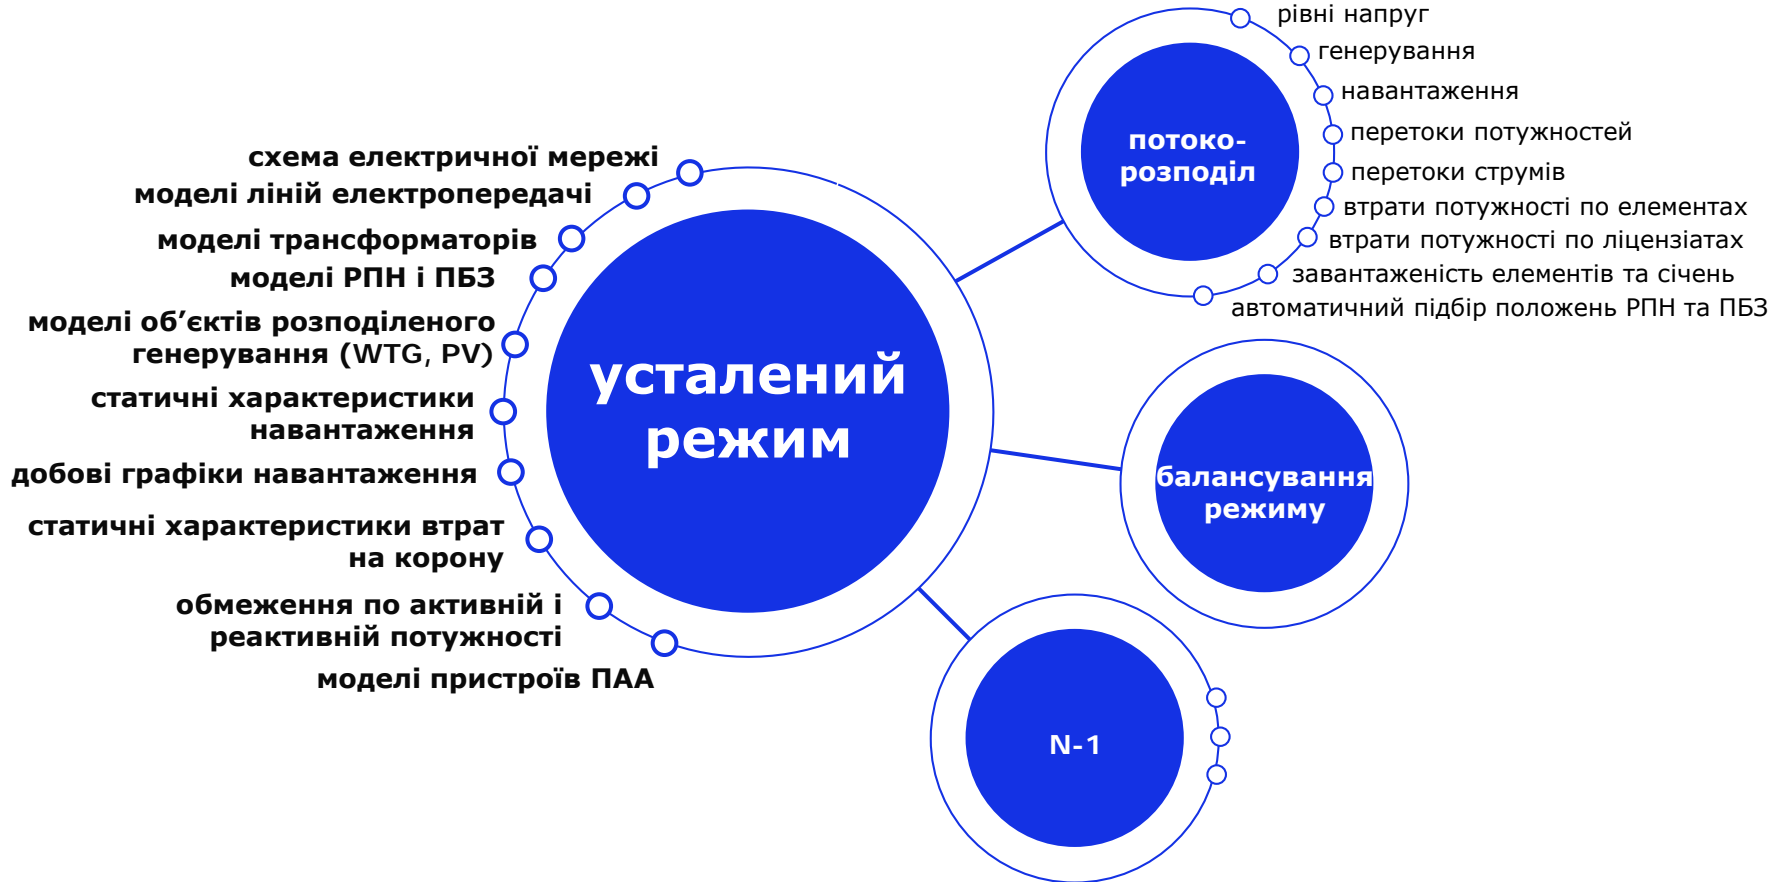 схема електричної мережі
моделі ліній електропередачі
моделі трансформаторів
моделі РПН і ПБЗ
моделі об’єктів розподіленого
генерування (WTG, PV)
статичні характеристики
навантаження
добові графіки навантаження
статичні характеристики втрат
на корону
обмеження по активній і
реактивній потужності
моделі пристроїв ПАА
усталений
режим
потоко-
розподіл
рівні напруг
генерування
навантаження
перетоки потужностей
перетоки струмів
втрати потужності по елементах
втрати потужності по ліцензіатах
завантаженість елементів та січень
автоматичний підбір положень РПН та ПБЗ
балансування
режиму
N-1